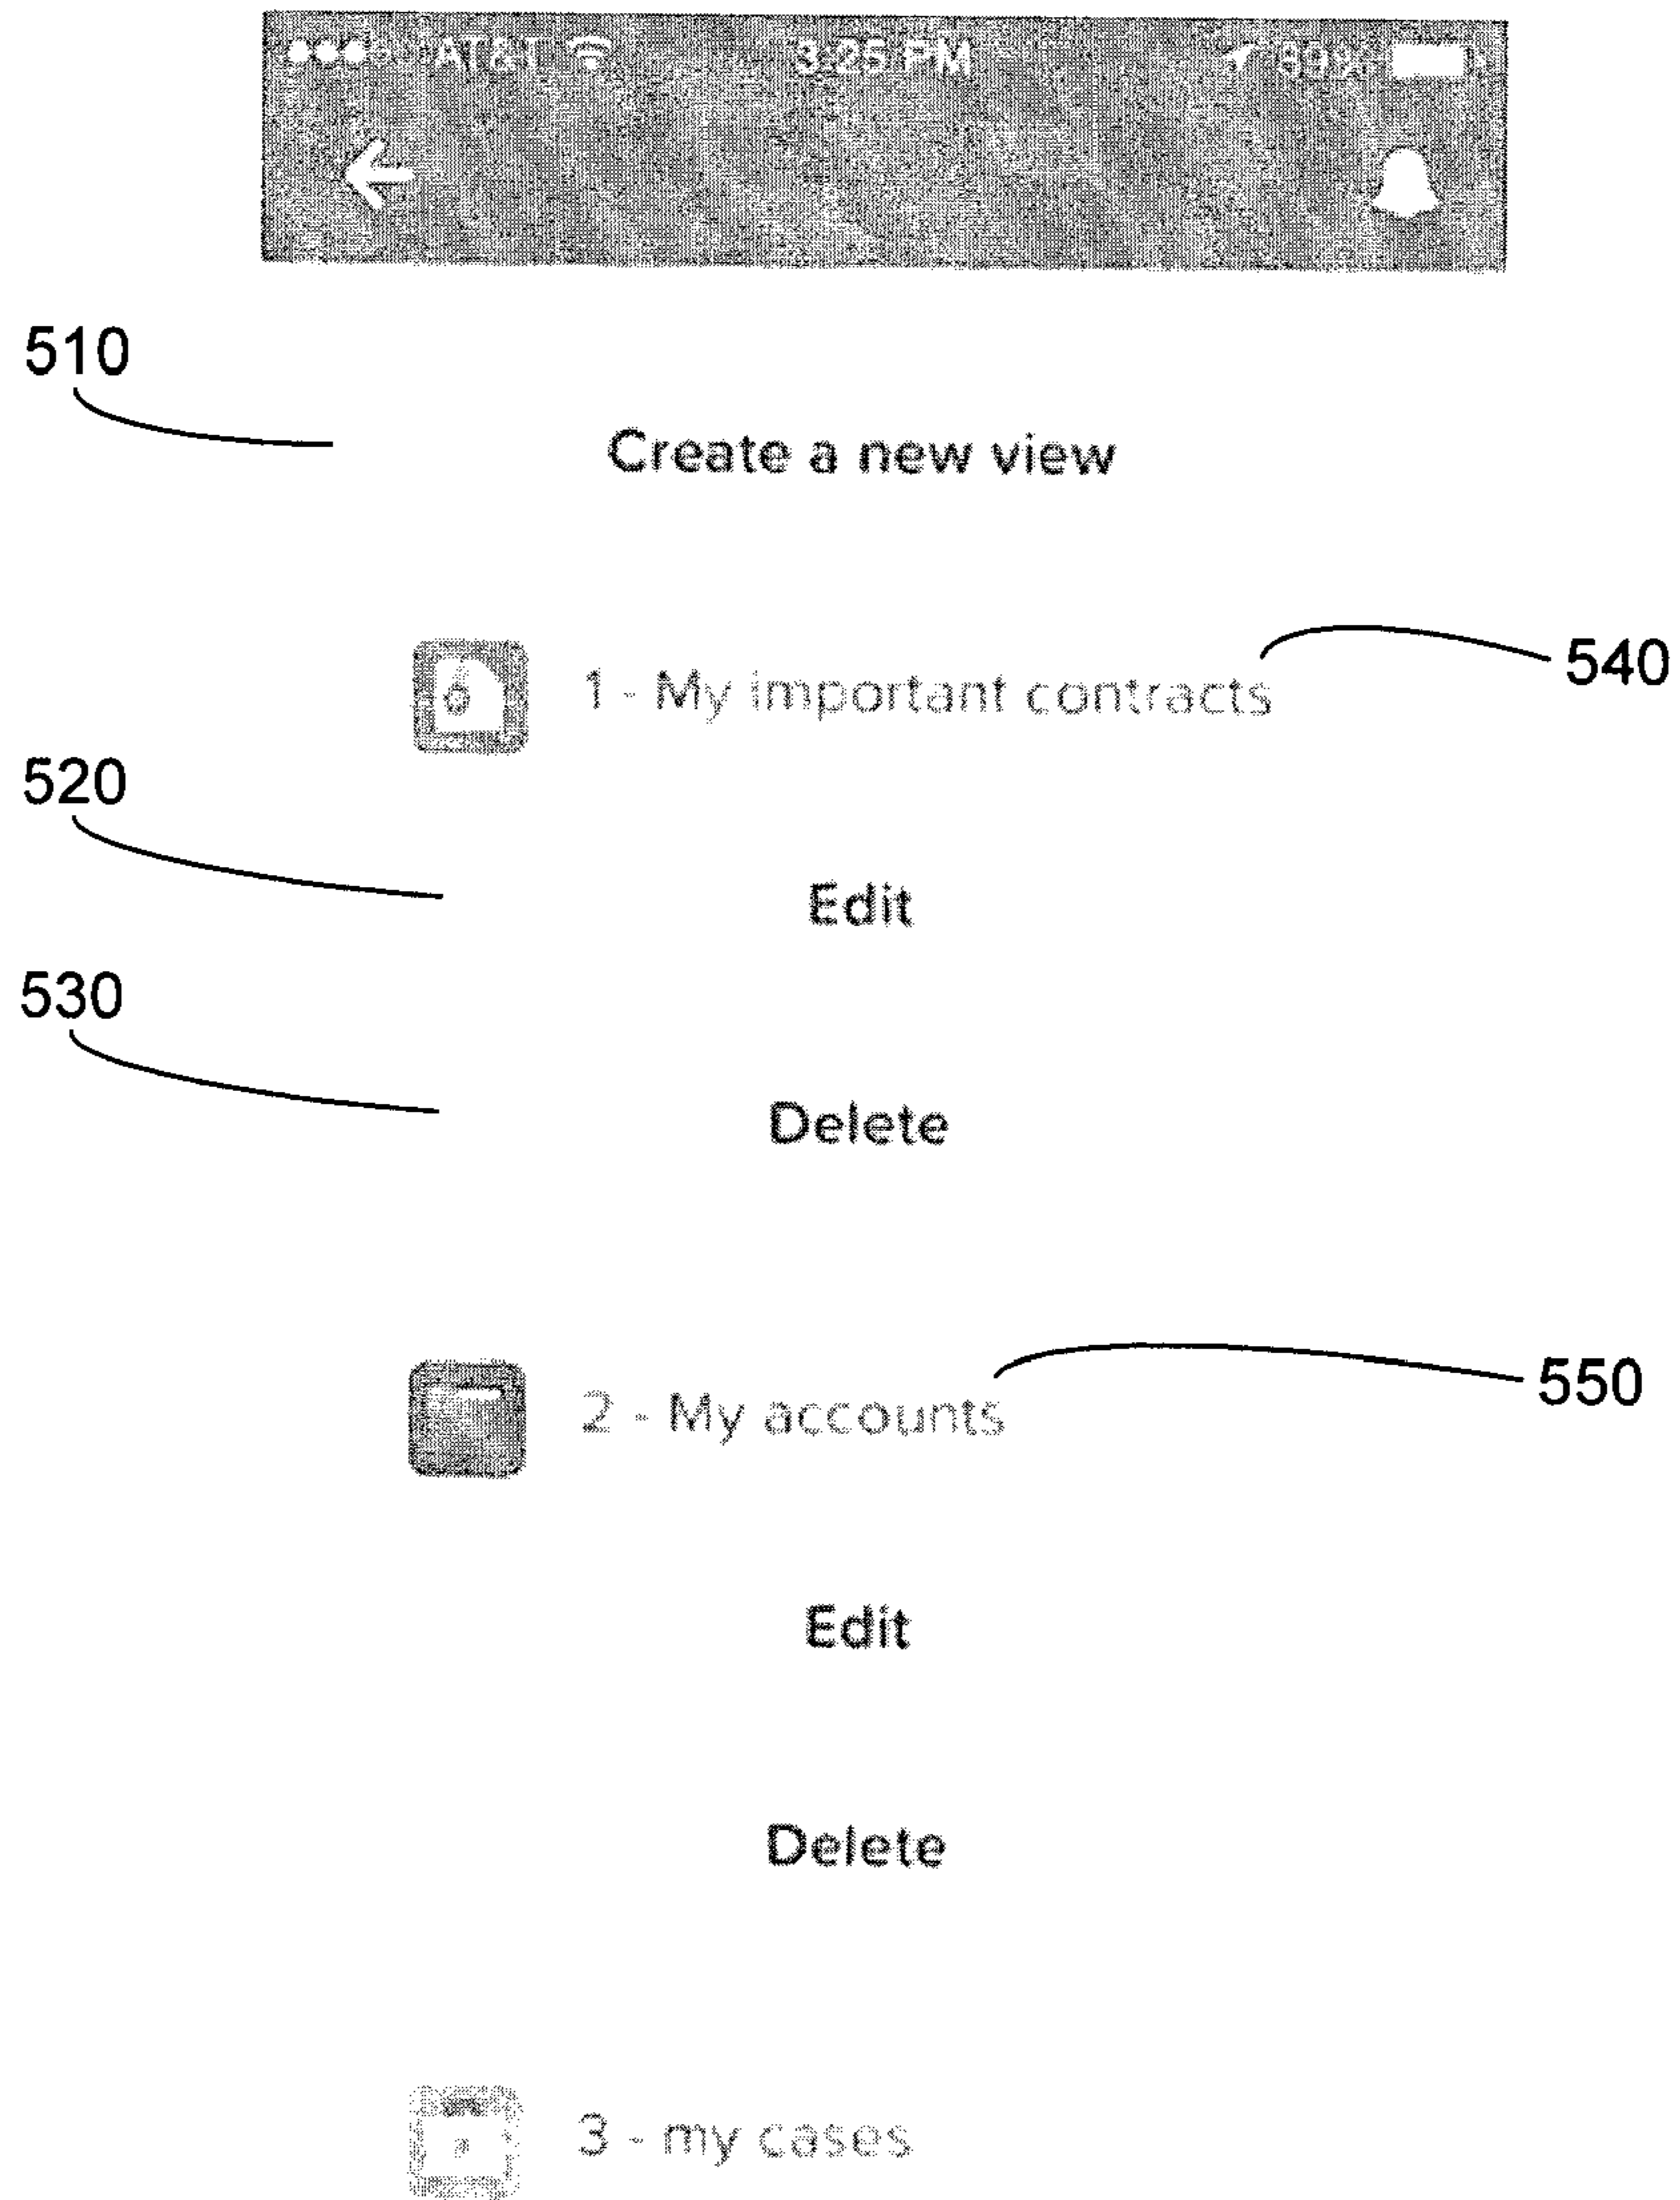 AT&T 3:25 PM 89%
510
Create a new view
1 - My important contracts
540
520
Edit
530
Delete
2 - My accounts
550
Edit
Delete
3 - my cases